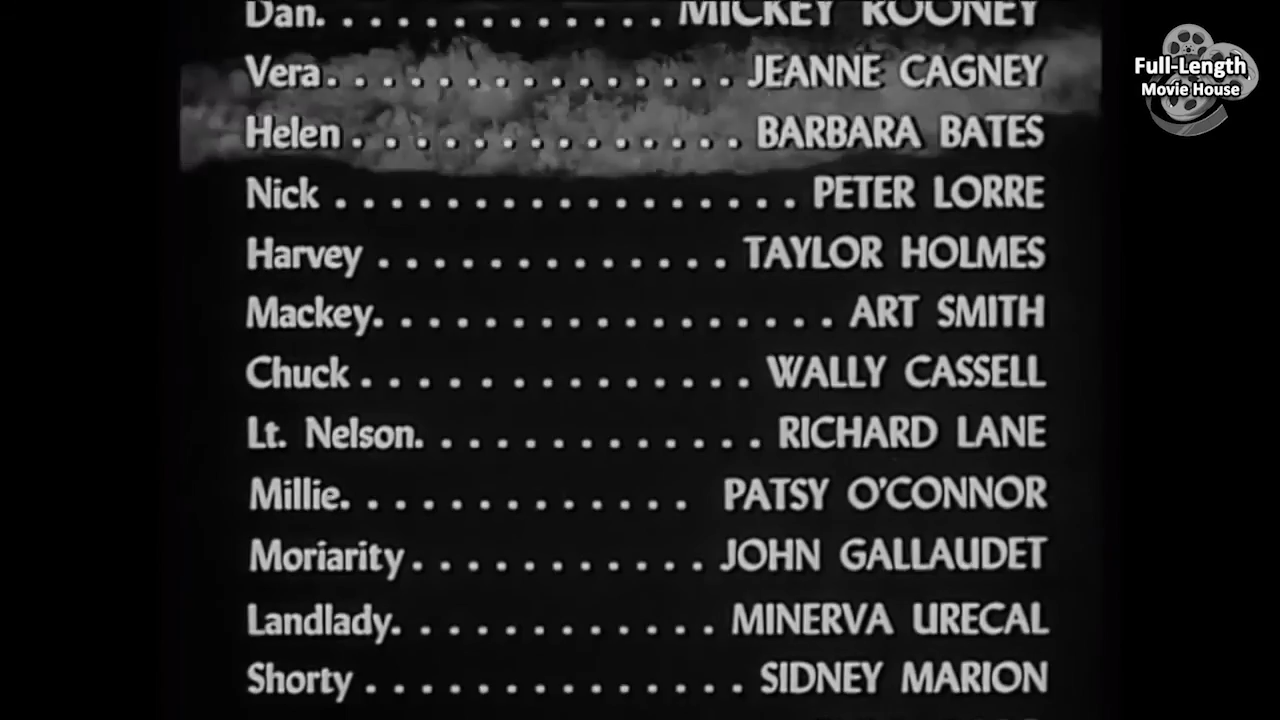 Dan. . . . . . . . . . . . . MICKEY ROONEY
Vera. . . . . . . . . . . . . . . JEANNE CAGNEY
Helen . . . . . . . . . . . . . . BARBARA BATES
Nick . . . . . . . . . . . . . . . . . PETER LORRE
Harvey . . . . . . . . . . . . . TAYLOR HOLMES
Mackey. . . . . . . . . . . . . . . . . ART SMITH
Chuck . . . . . . . . . . . . . . WALLY CASSELL
Lt. Nelson. . . . . . . . . . . . . RICHARD LANE
Millie. . . . . . . . . . . . . PATSY O'CONNOR
Moriarity . . . . . . . . . . . JOHN GALLAUDET
Landlady. . . . . . . . . . . . MINERVA URECAL
Shorty . . . . . . . . . . . . . . SIDNEY MARION
Full-Length
Movie House